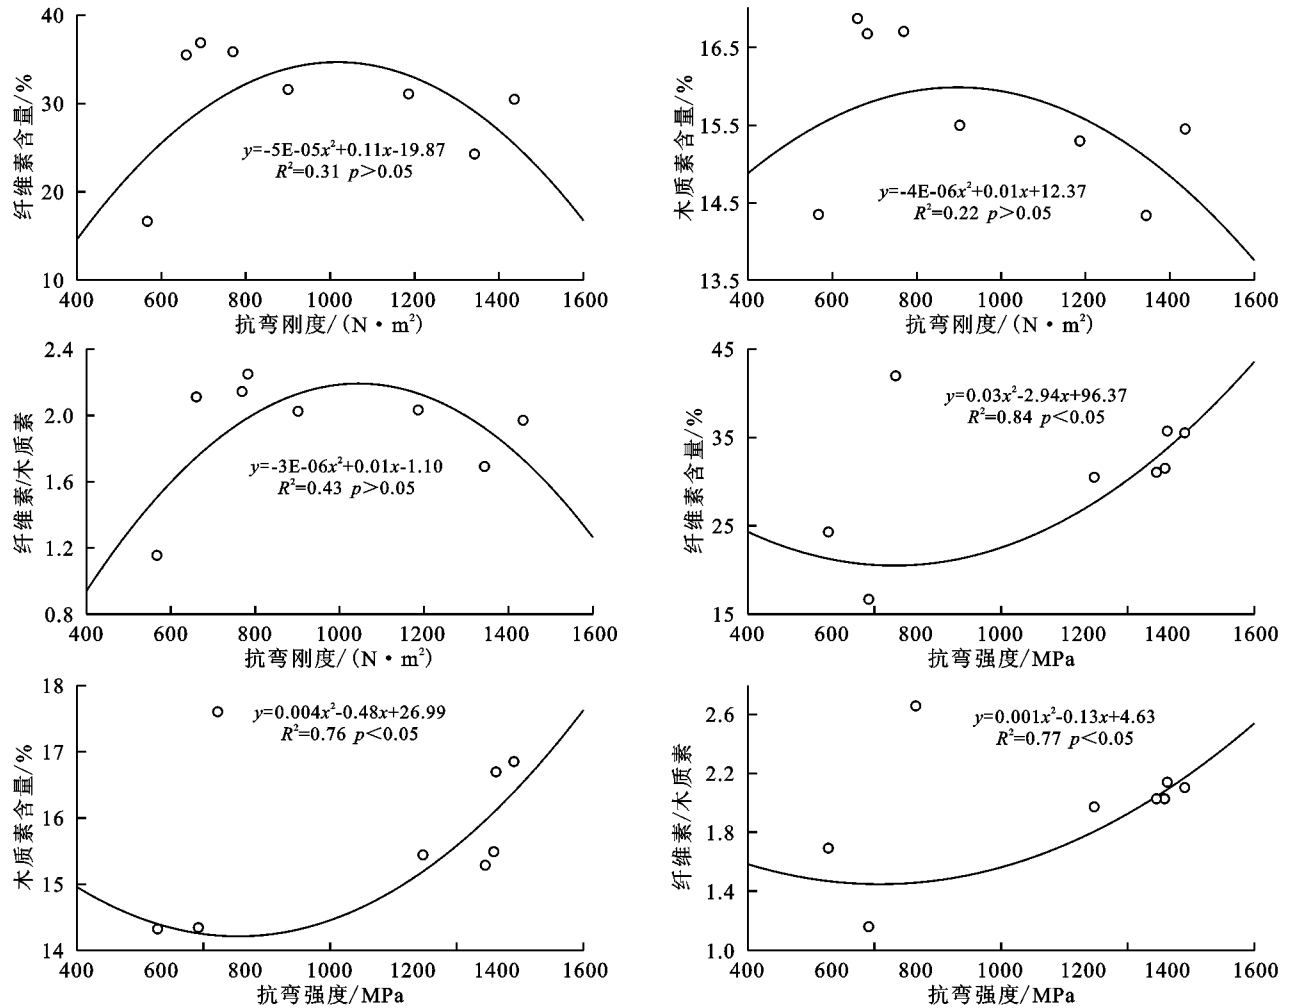 40
30
20
10
纤维素含量/%
y=-5E-05x²+0.11x-19.87
R²=0.31 p>0.05
400 600 800 1000 1200 1400 1600
抗弯刚度/(N·m²)
16.5
15.5
14.5
13.5
木质素含量/%
y=-4E-06x²+0.01x+12.37
R²=0.22 p>0.05
400 600 800 1000 1200 1400 1600
抗弯刚度/(N·m²)
2.4
2.0
1.6
1.2
0.8
纤维素/木质素
y=-3E-06x²+0.01x-1.10
R²=0.43 p>0.05
400 600 800 1000 1200 1400 1600
抗弯刚度/(N·m²)
45
35
25
15
纤维素含量/%
y=0.03x²-2.94x+96.37
R²=0.84 p<0.05
400 600 800 1000 1200 1400 1600
抗弯强度/MPa
18
17
16
15
14
木质素含量/%
y=0.004x²-0.48x+26.99
R²=0.76 p<0.05
400 600 800 1000 1200 1400 1600
抗弯强度/MPa
2.6
2.2
1.8
1.4
1.0
纤维素/木质素
y=0.001x²-0.13x+4.63
R²=0.77 p<0.05
400 600 800 1000 1200 1400 1600
抗弯强度/MPa